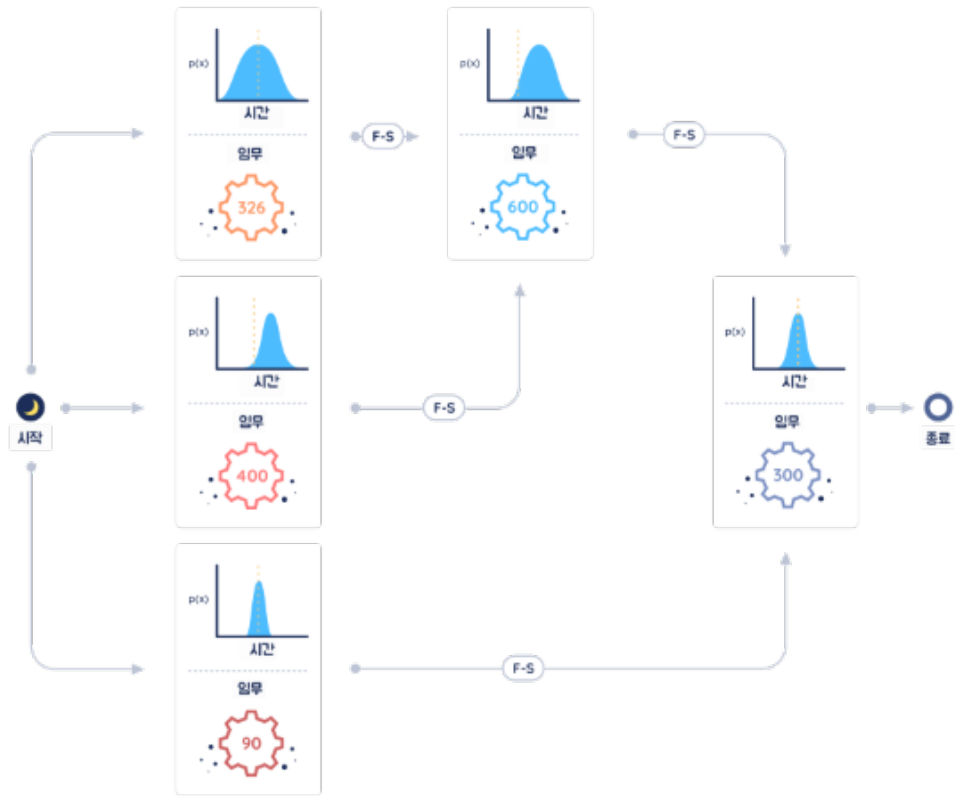 p(x)
시간
임무
326
F-S
p(x)
시간
임무
600
F-S
시작
p(x)
시간
임무
400
F-S
p(x)
시간
임무
300
종료
p(x)
시간
임무
90
F-S